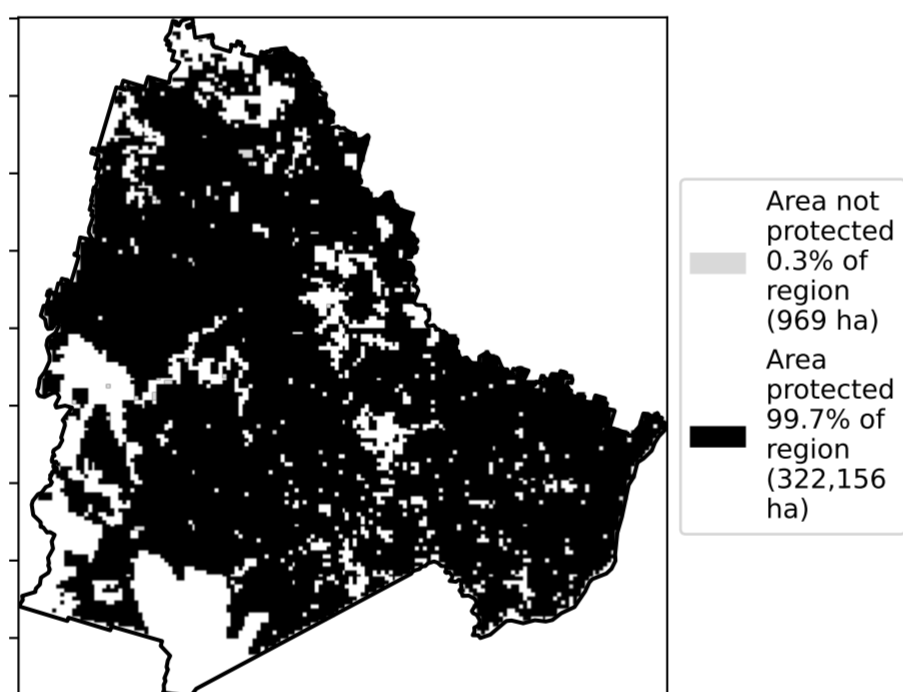 Area not
protected
0.3% of
region
(969 ha)
Area
protected
99.7% of
region
(322,156
ha)